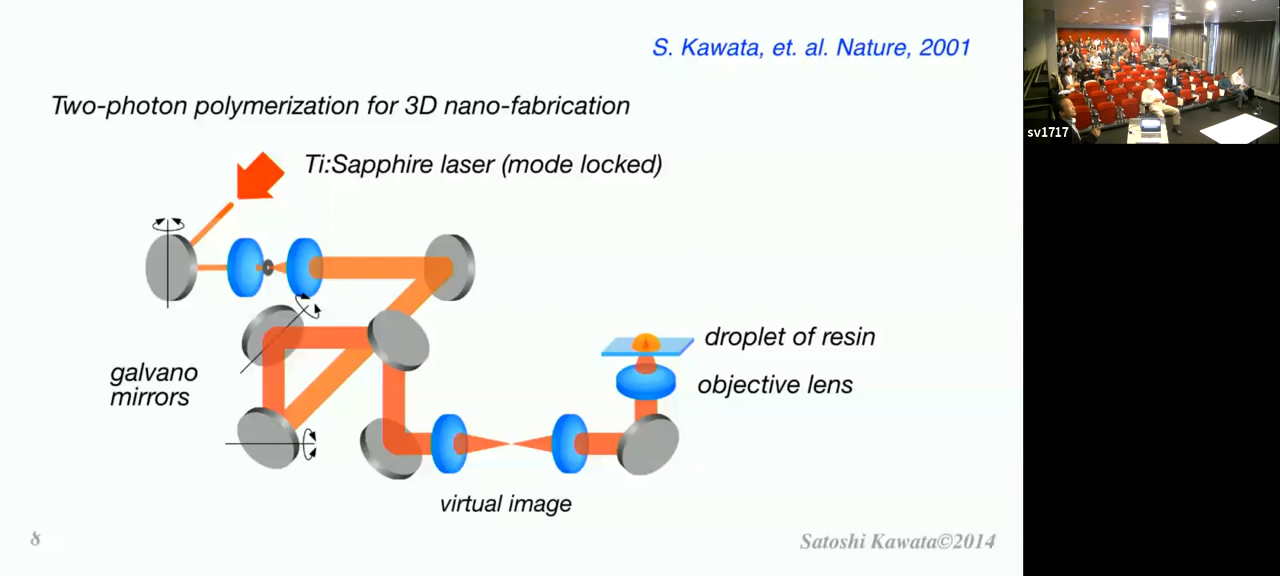 S. Kawata, et. al. Nature, 2001
Two-photon polymerization for 3D nano-fabrication
Ti:Sapphire laser (mode locked)
droplet of resin
objective lens
galvano
mirrors
virtual image
8
Satoshi Kawata©2014
sv1717